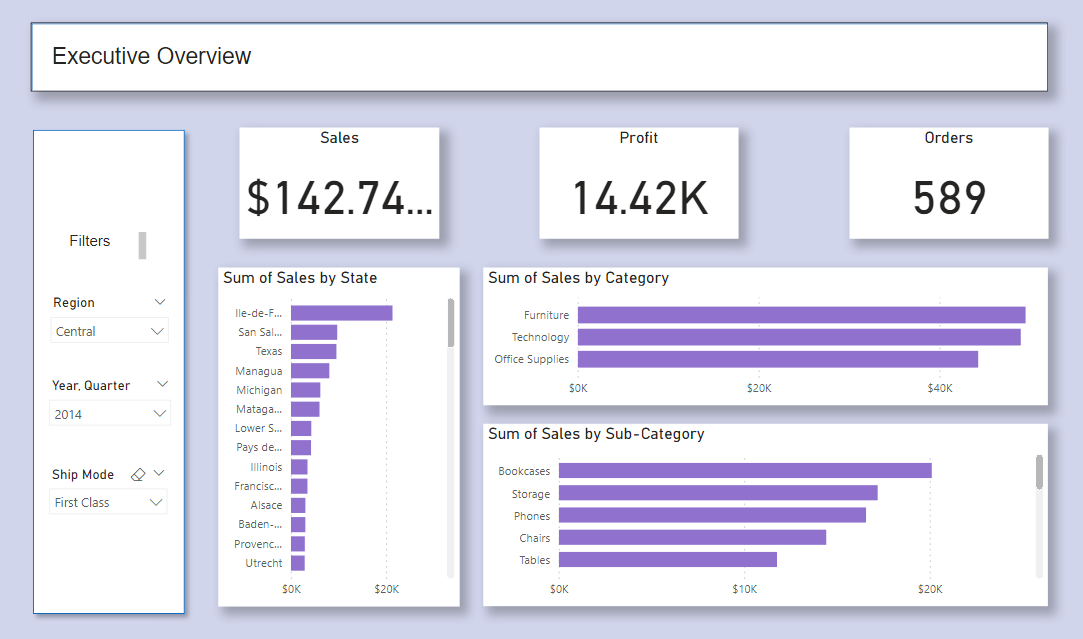 Executive Overview
Sales
$142.74...
Profit
14.42K
Orders
589
Filters
Region
Central
Year, Quarter
2014
Ship Mode
First Class
Sum of Sales by State
Ile-de-F...
San Sal...
Texas
Managua
Michigan
Mataga...
Lower S...
Pays de...
Illinois
Francisc...
Alsace
Baden-...
Provenc...
Utrecht
$0K $20K
Sum of Sales by Category
Furniture
Technology
Office Supplies
$0K $20K $40K
Sum of Sales by Sub-Category
Bookcases
Storage
Phones
Chairs
Tables
$0K $10K $20K